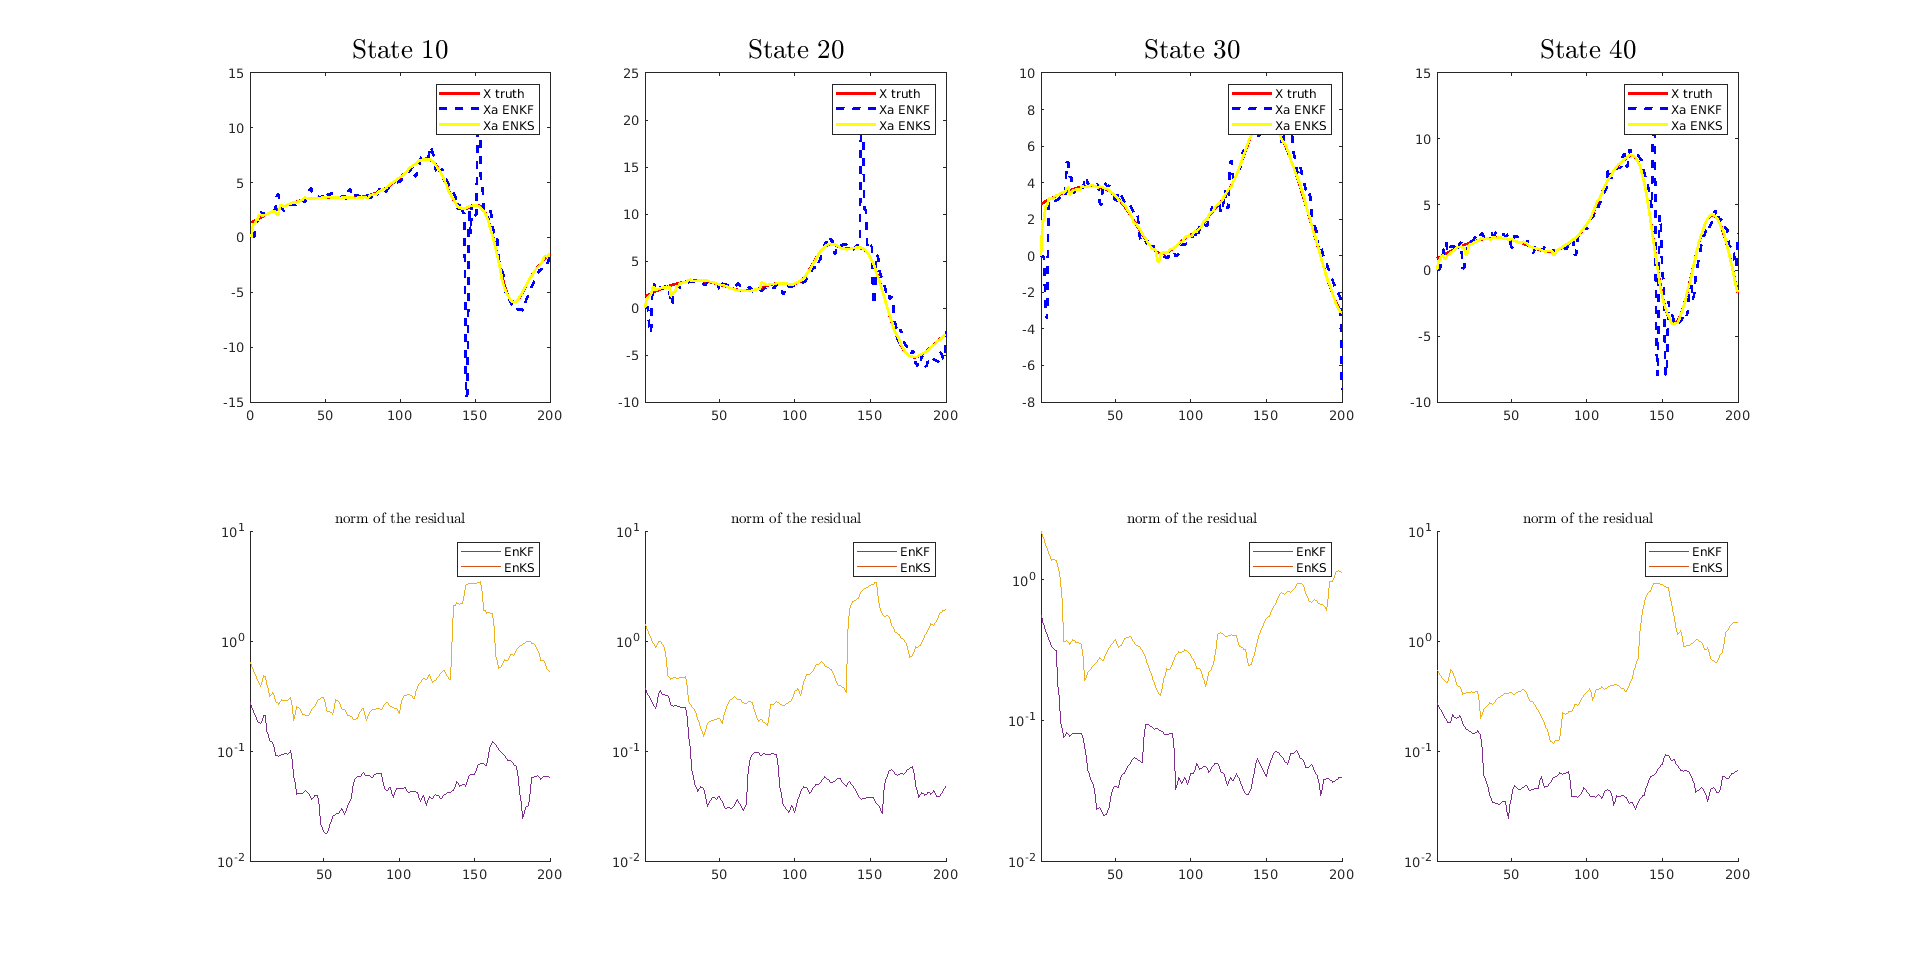 State 10
State 20
State 30
State 40
15
10
5
0
-5
-10
-15
0
50
100
150
200
X truth
Xa ENKF
Xa ENKS
25
20
15
10
5
0
-5
-10
50
100
150
200
X truth
Xa ENKF
Xa ENKS
10
8
6
4
2
0
-2
-4
-6
-8
50
100
150
200
X truth
Xa ENKF
Xa ENKS
15
10
5
0
-5
-10
50
100
150
200
X truth
Xa ENKF
Xa ENKS
norm of the residual
10^1
10^0
10^-1
10^-2
50
100
150
200
EnKF
EnKS
norm of the residual
10^1
10^0
10^-1
10^-2
50
100
150
200
EnKF
EnKS
norm of the residual
10^0
10^-1
10^-2
50
100
150
200
EnKF
EnKS
norm of the residual
10^1
10^0
10^-1
10^-2
50
100
150
200
EnKF
EnKS